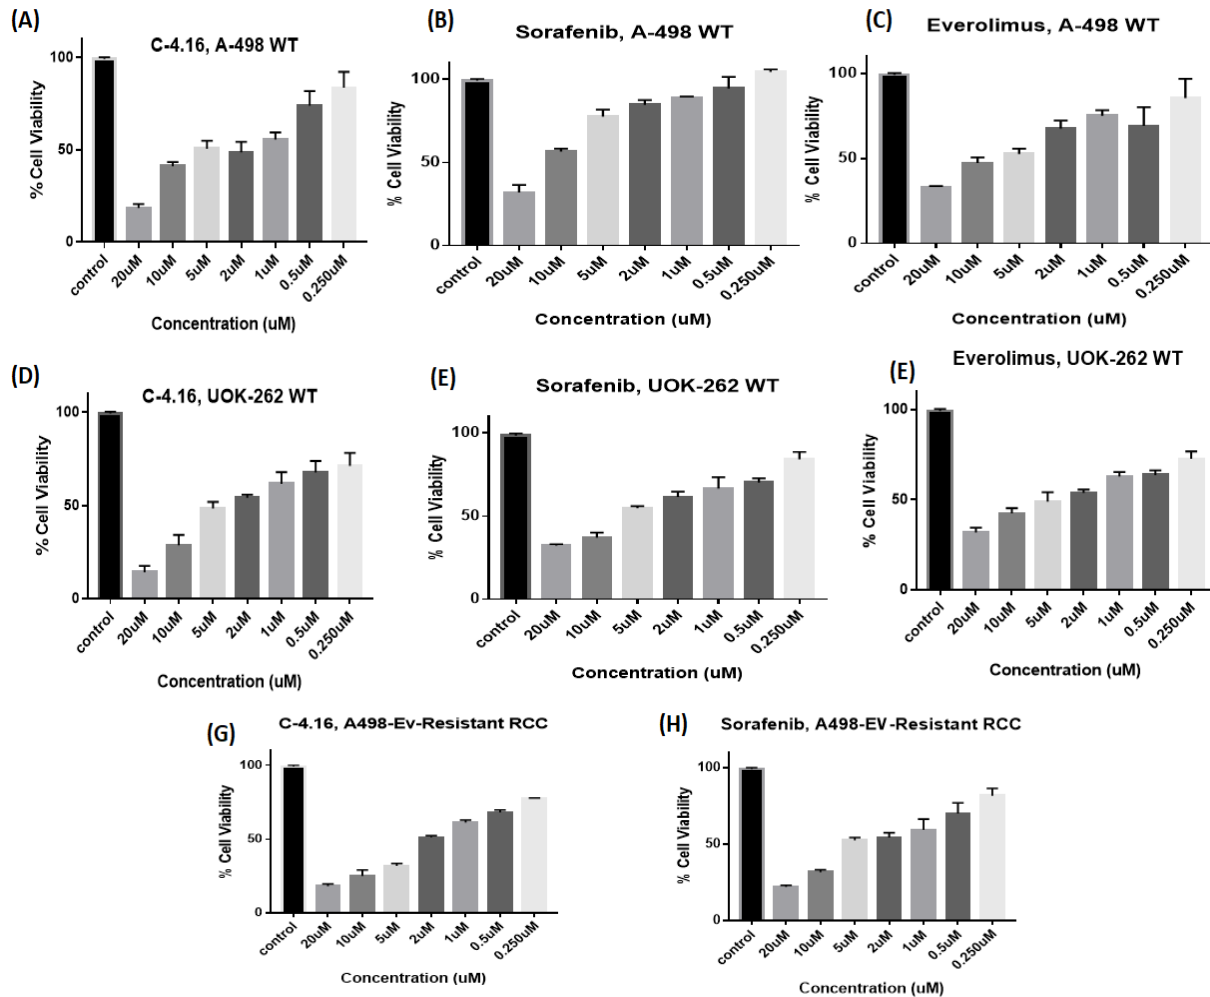 (A)
C-4.16, A-498 WT
% Cell Viability
100
50
0
control 20uM 10uM 5uM 2uM 1uM 0.5uM 0.250uM
Concentration (uM)
(B)
Sorafenib, A-498 WT
% Cell Viability
100
50
0
control 20uM 10uM 5uM 2uM 1uM 0.5uM 0.250uM
Concentration (uM)
(C)
Everolimus, A-498 WT
% Cell Viability
100
50
0
control 20uM 10uM 5uM 2uM 1uM 0.5uM 0.250uM
Concentration (uM)
(D)
C-4.16, UOK-262 WT
% Cell Viability
100
50
0
control 20uM 10uM 5uM 2uM 1uM 0.5uM 0.250uM
Concentration (uM)
(E)
Sorafenib, UOK-262 WT
% Cell Viability
100
50
0
control 20uM 10uM 5uM 2uM 1uM 0.5uM 0.250uM
Concentration (uM)
(E)
Everolimus, UOK-262 WT
% Cell Viability
100
50
0
control 20uM 10uM 5uM 2uM 1uM 0.5uM 0.250uM
Concentration (uM)
(G)
C-4.16, A498-Ev-Resistant RCC
% Cell Viability
100
50
0
control 20uM 10uM 5uM 2uM 1uM 0.5uM 0.250uM
Concentration (uM)
(H)
Sorafenib, A498-EV-Resistant RCC
% Cell Viability
100
50
0
control 20uM 10uM 5uM 2uM 1uM 0.5uM 0.250uM
Concentration (uM)